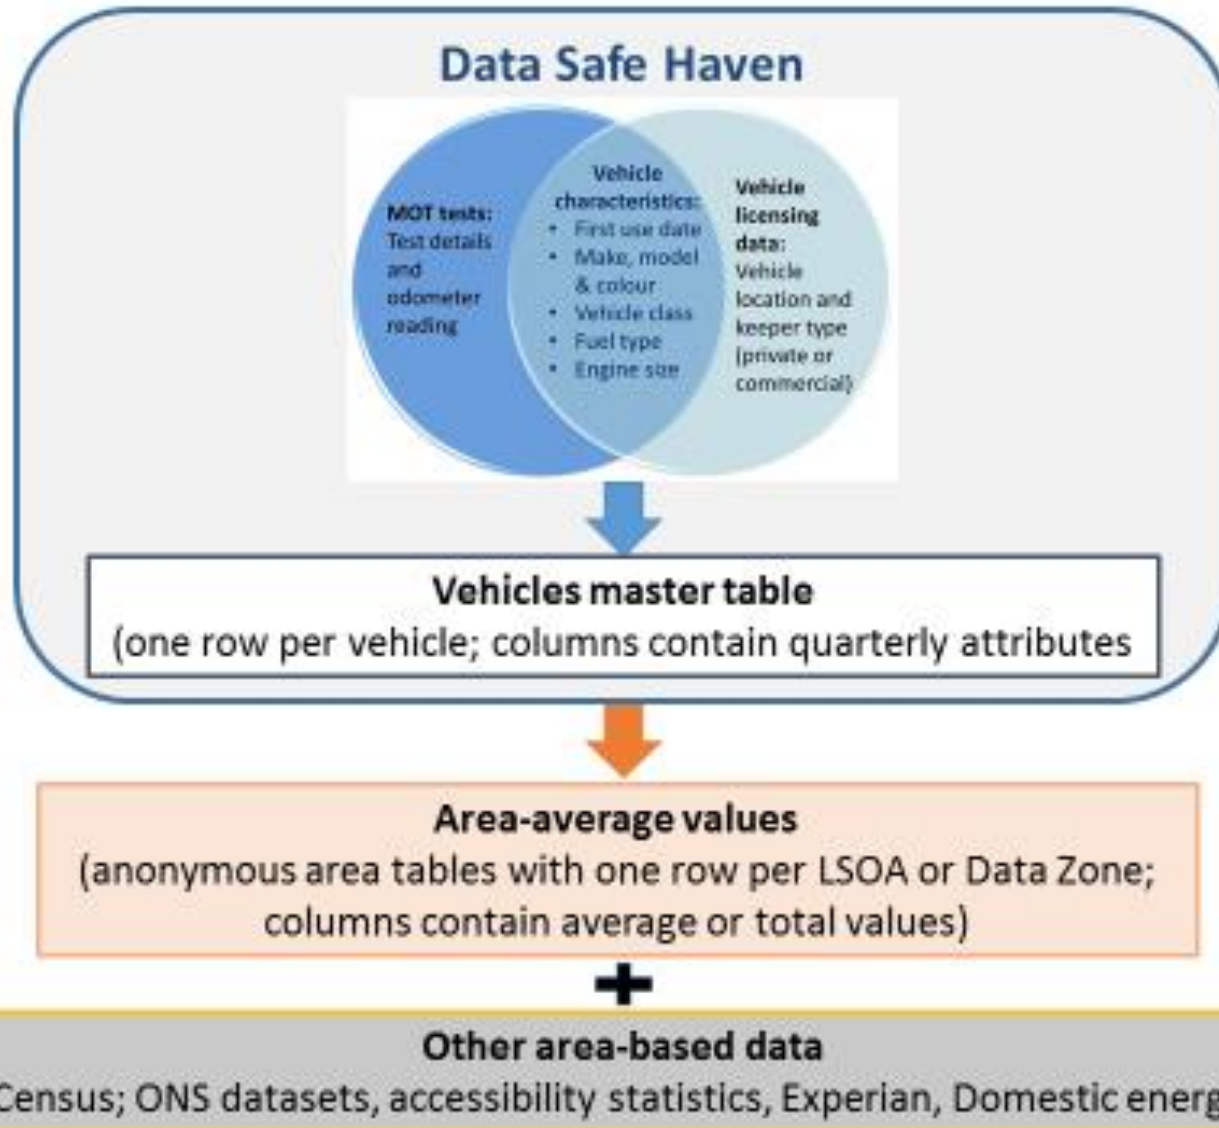 Data Safe Haven
MOT tests:
Test details
and
odometer
reading
Vehicle
characteristics:
• First use date
• Make, model
& colour
• Vehicle class
• Fuel type
• Engine size
Vehicle
licensing
data:
Vehicle
location and
keeper type
(private or
commercial)
Vehicles master table
(one row per vehicle; columns contain quarterly attributes
Area-average values
(anonymous area tables with one row per LSOA or Data Zone;
columns contain average or total values)
+
Other area-based data
Census; ONS datasets, accessibility statistics, Experian, Domestic energ